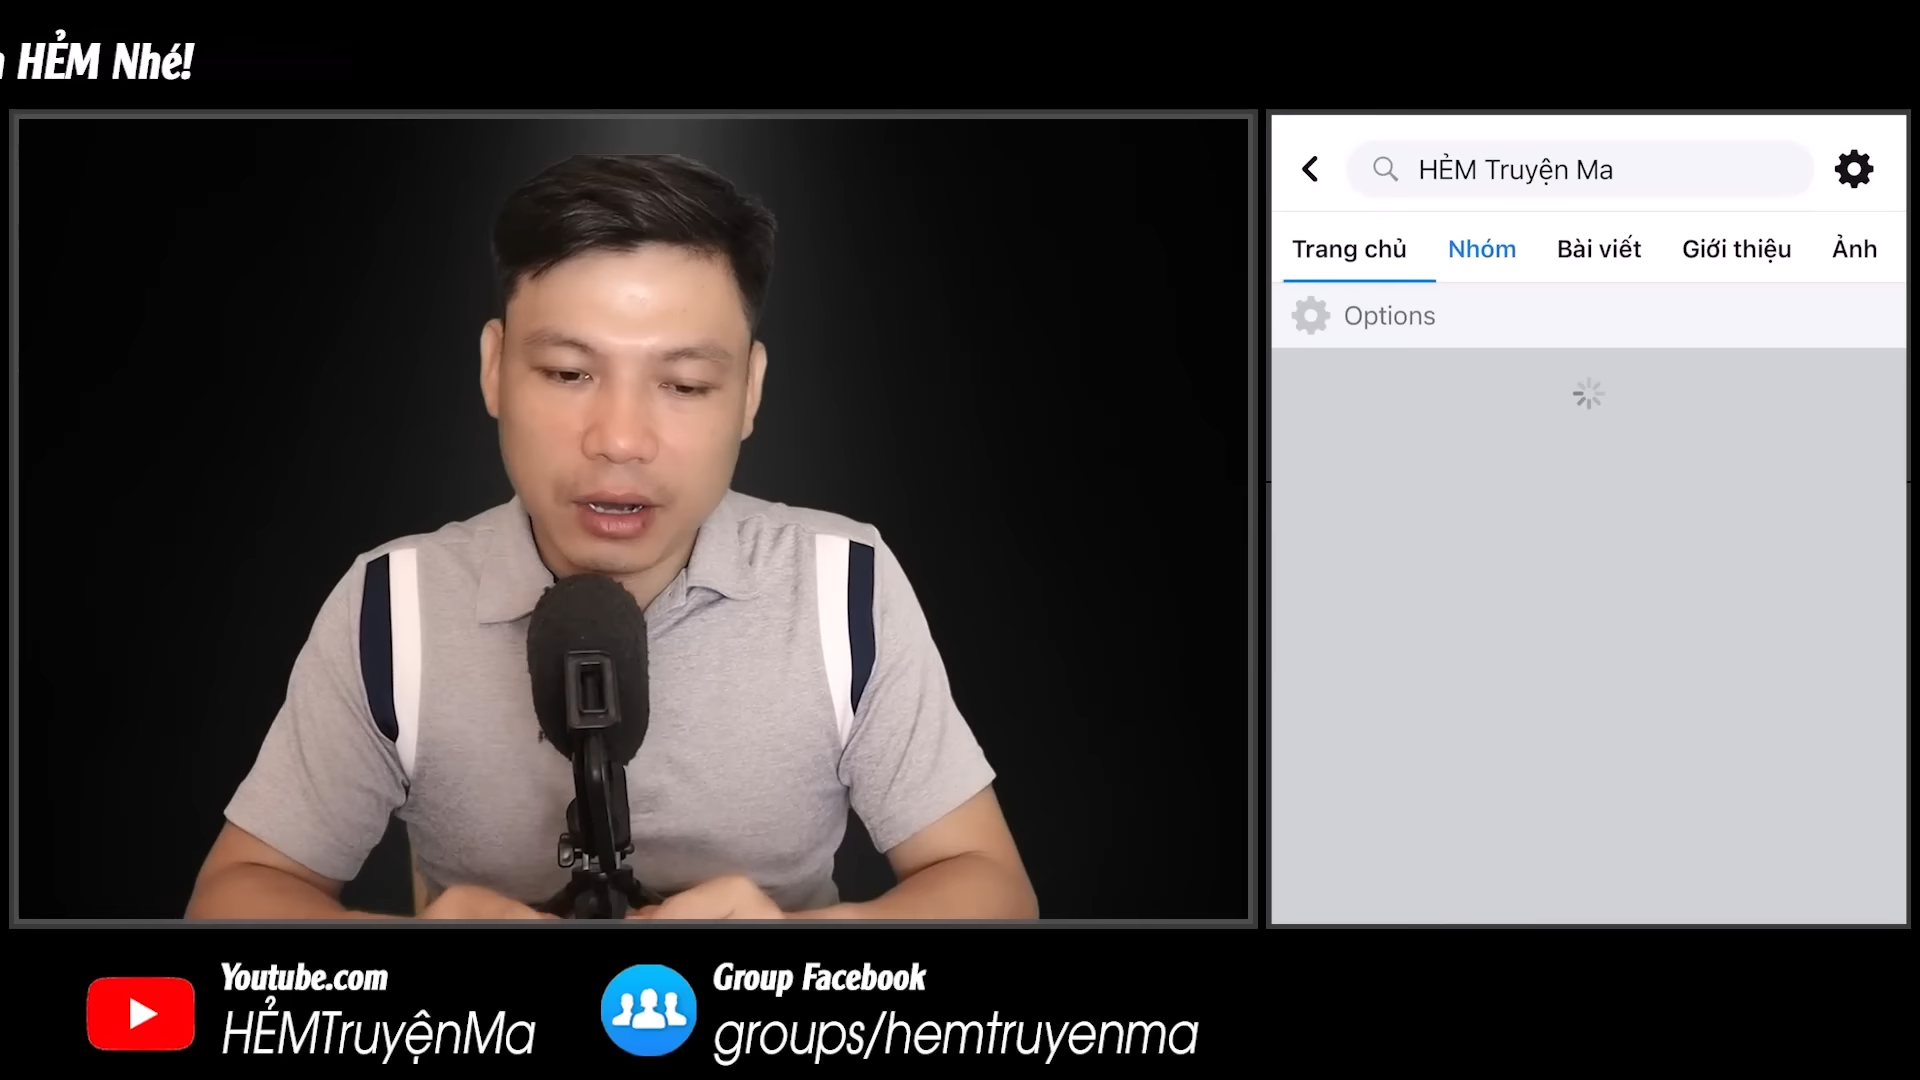 HẺM Nhé!
HẺM Truyện Ma
Trang chủ Nhóm Bài viết Giới thiệu Ảnh
Options
Youtube.com
HẺMTruyệnMa
Group Facebook
groups/hemtruyenma